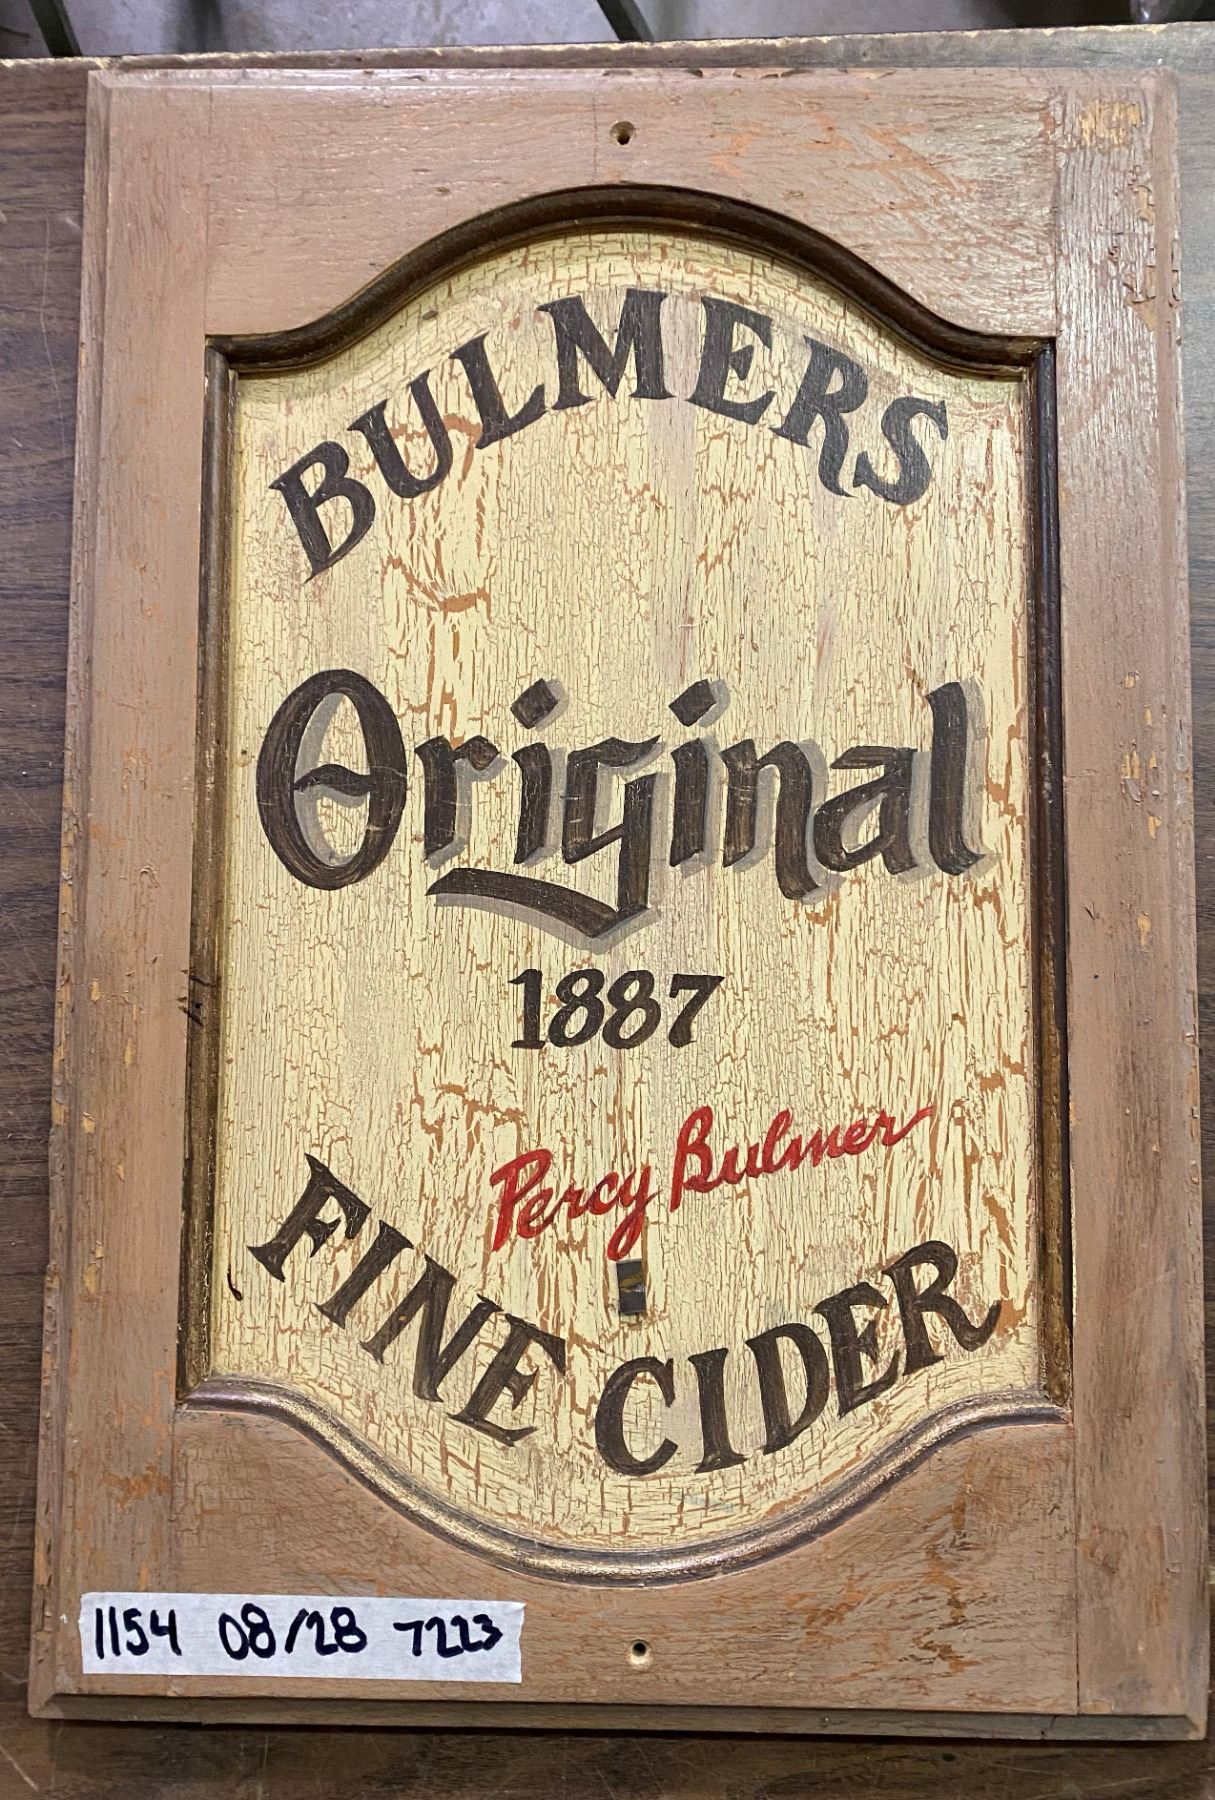 BULMERS
Original
1887
Percy Bulmer
FINE CIDER
1154 08/28 7223